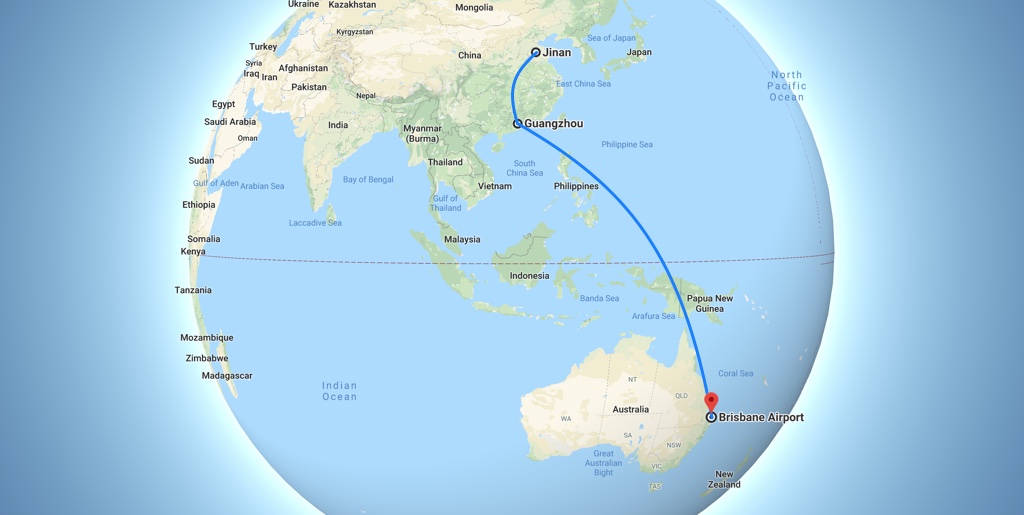 Ukraine
Kazakhstan
Mongolia
Kyrgyzstan
Turkey
Sea of Japan
Japan
Jinan
China
Syria
Iraq
Iran
Afghanistan
Pakistan
East China Sea
North
Pacific
Ocean
Nepal
Egypt
Saudi Arabia
Oman
India
Myanmar
(Burma)
Guangzhou
Philippine Sea
Sudan
Thailand
South
China Sea
Gulf of Aden
Arabian Sea
Bay of Bengal
Vietnam
Philippines
Ethiopia
Gulf of
Thailand
Laccadive Sea
Somalia
Malaysia
Kenya
Indonesia
Tanzania
Banda Sea
Papua New
Guinea
Arafura Sea
Mozambique
Zimbabwe
Madagascar
Coral Sea
NT
Indian
Ocean
QLD
Australia
WA
Brisbane Airport
SA
NSW
Great
Australian
Bight
VIC
TAS
New
Zealand